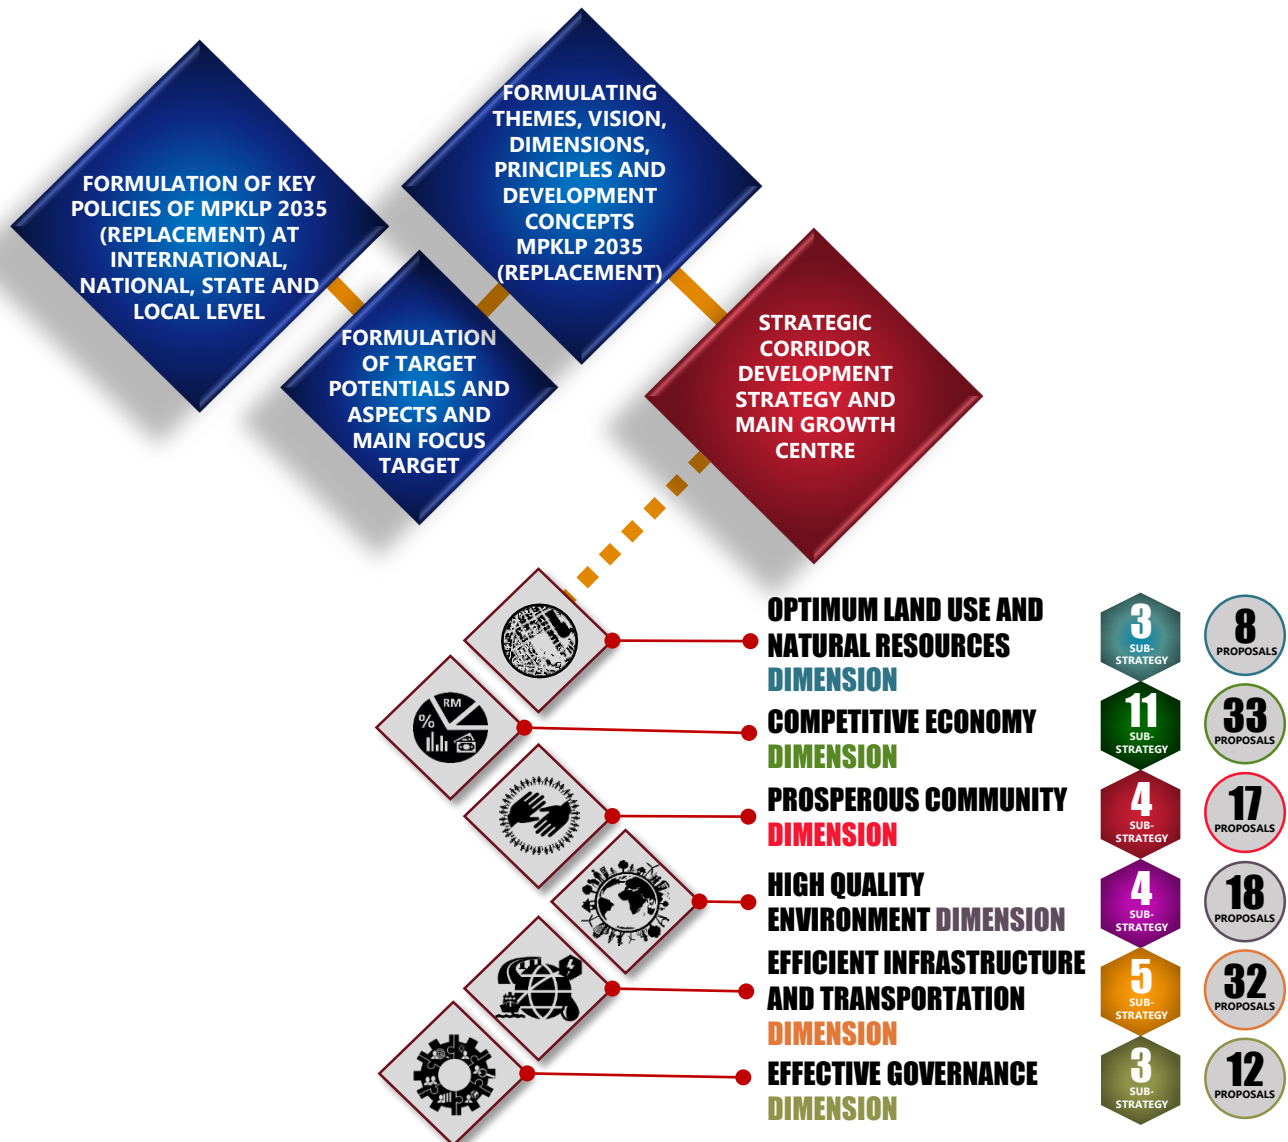 FORMULATION OF KEY
POLICIES OF MPKLP 2035
(REPLACEMENT) AT
INTERNATIONAL,
NATIONAL, STATE AND
LOCAL LEVEL
FORMULATION
OF TARGET
POTENTIALS AND
ASPECTS AND
MAIN FOCUS
TARGET
FORMULATING
THEMES, VISION,
DIMENSIONS,
PRINCIPLES AND
DEVELOPMENT
CONCEPTS
MPKLP 2035
(REPLACEMENT)
STRATEGIC
CORRIDOR
DEVELOPMENT
STRATEGY AND
MAIN GROWTH
CENTRE
OPTIMUM LAND USE AND
NATURAL RESOURCES
DIMENSION
3
SUB-
STRATEGY
8
PROPOSALS
RM
%
COMPETITIVE ECONOMY
DIMENSION
11
SUB-
STRATEGY
33
PROPOSALS
PROSPEROUS COMMUNITY
DIMENSION
4
SUB-
STRATEGY
17
PROPOSALS
HIGH QUALITY
ENVIRONMENT DIMENSION
4
SUB-
STRATEGY
18
PROPOSALS
EFFICIENT INFRASTRUCTURE
AND TRANSPORTATION
DIMENSION
5
SUB-
STRATEGY
32
PROPOSALS
EFFECTIVE GOVERNANCE
DIMENSION
3
SUB-
STRATEGY
12
PROPOSALS